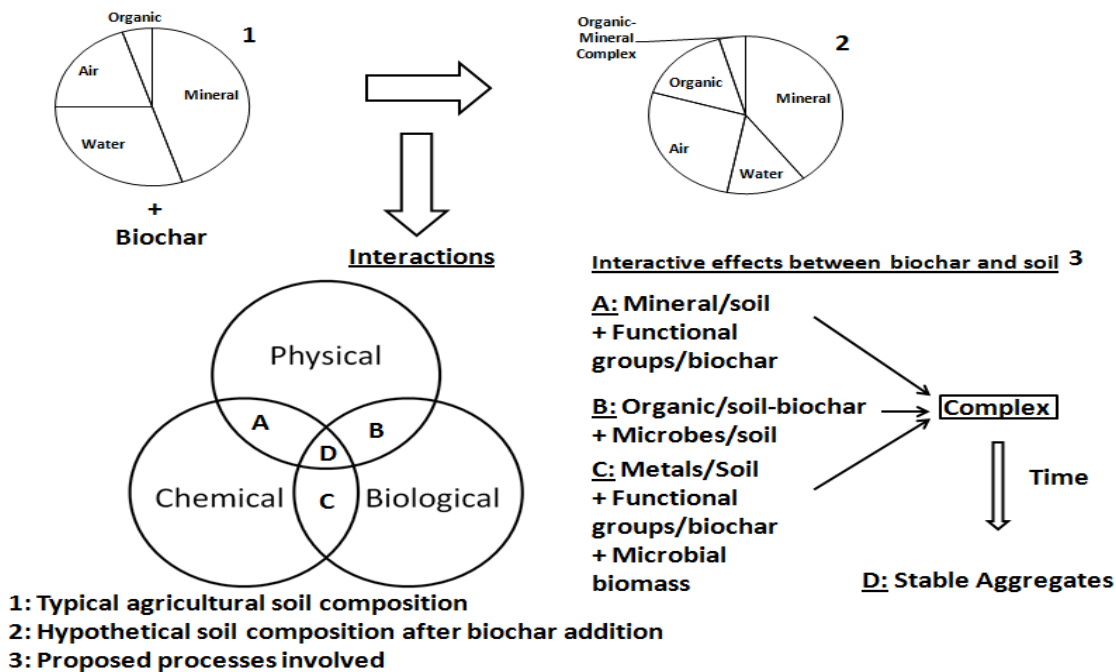 Organic
1
Air
Mineral
Water
+
Biochar
Organic-
Mineral
Complex
2
Organic
Mineral
Air
Water
Interactions
Physical
A
B
D
Chemical
C
Biological
Interactive effects between biochar and soil 3
A: Mineral/soil
+ Functional
groups/biochar
B: Organic/soil-biochar
+ Microbes/soil
C: Metals/Soil
+ Functional
groups/biochar
+ Microbial
biomass
Complex
Time
D: Stable Aggregates
1: Typical agricultural soil composition
2: Hypothetical soil composition after biochar addition
3: Proposed processes involved